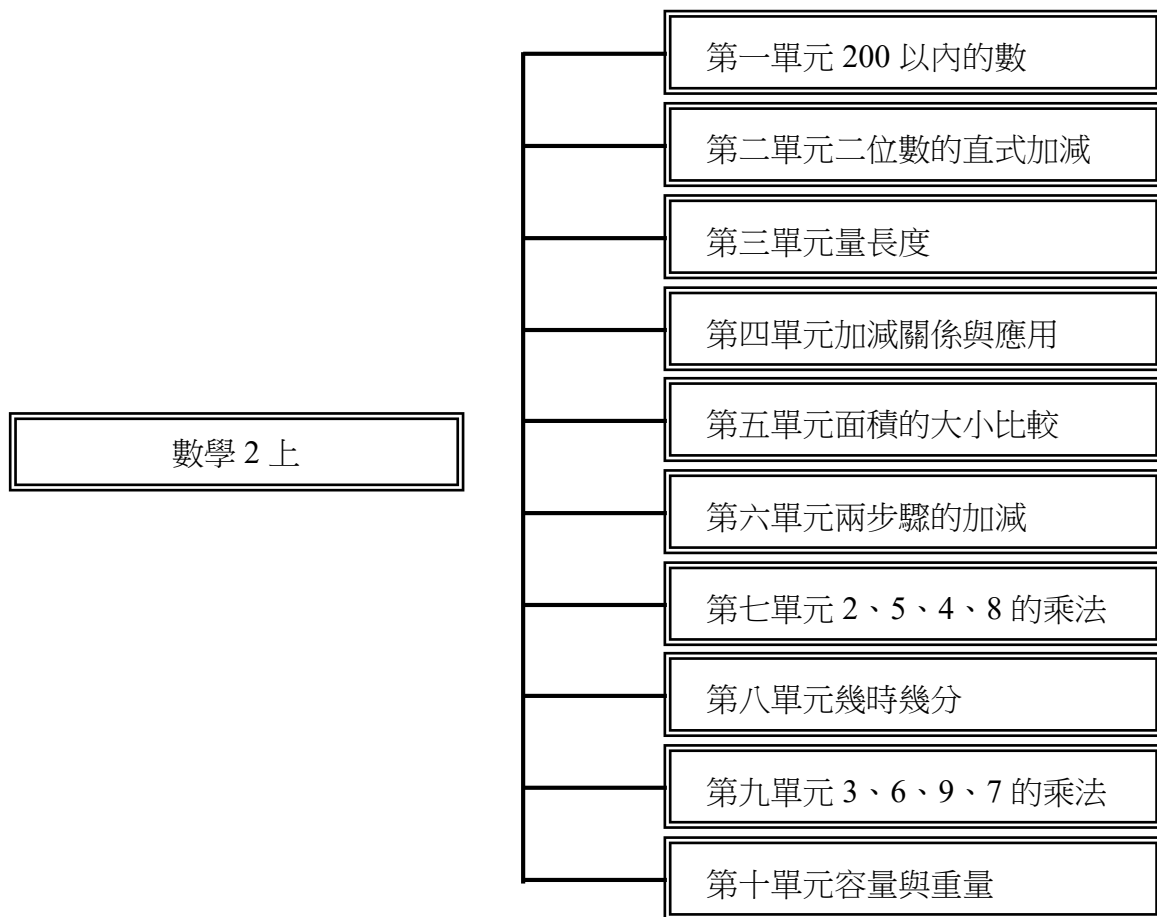 數學 2 上
第一單元 200 以內的數
第二單元二位數的直式加減
第三單元量長度
第四單元加減關係與應用
第五單元面積的大小比較
第六單元兩步驟的加減
第七單元 2、5、4、8 的乘法
第八單元幾時幾分
第九單元 3、6、9、7 的乘法
第十單元容量與重量